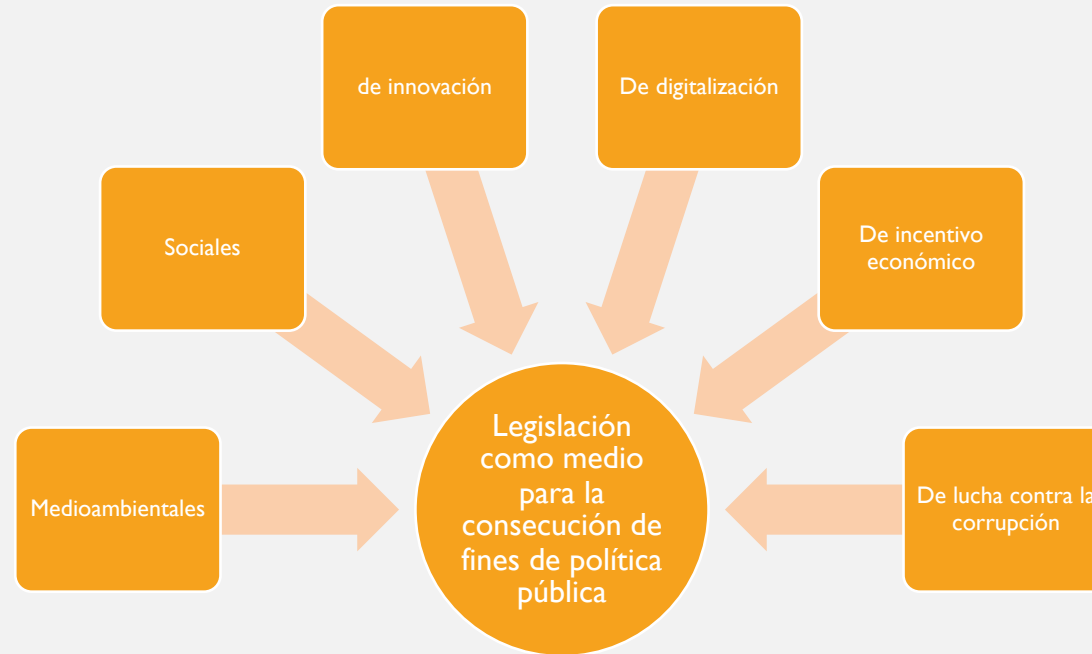 de innovación
De digitalización
Sociales
De incentivo
económico
Medioambientales
Legislación
como medio
para la
consecución de
fines de política
pública
De lucha contra la
corrupción